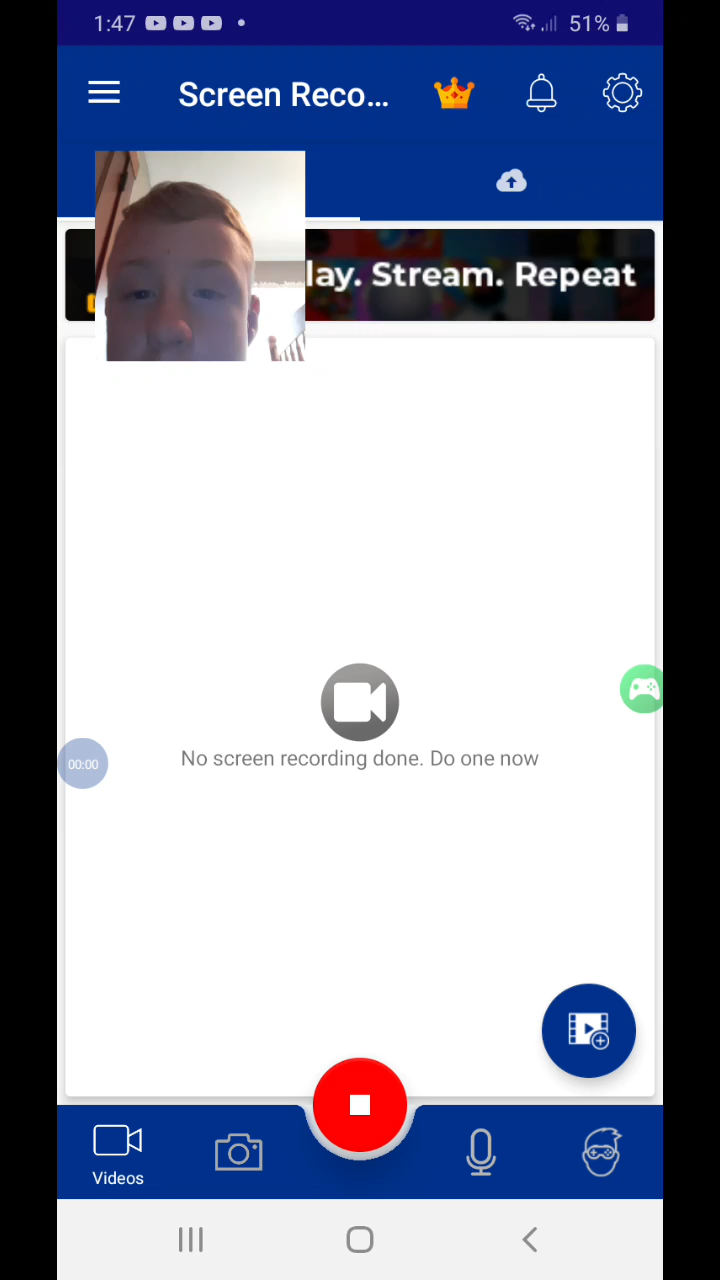 1:47
51%
Screen Reco...
lay. Stream. Repeat
No screen recording done. Do one now
00:00
Videos